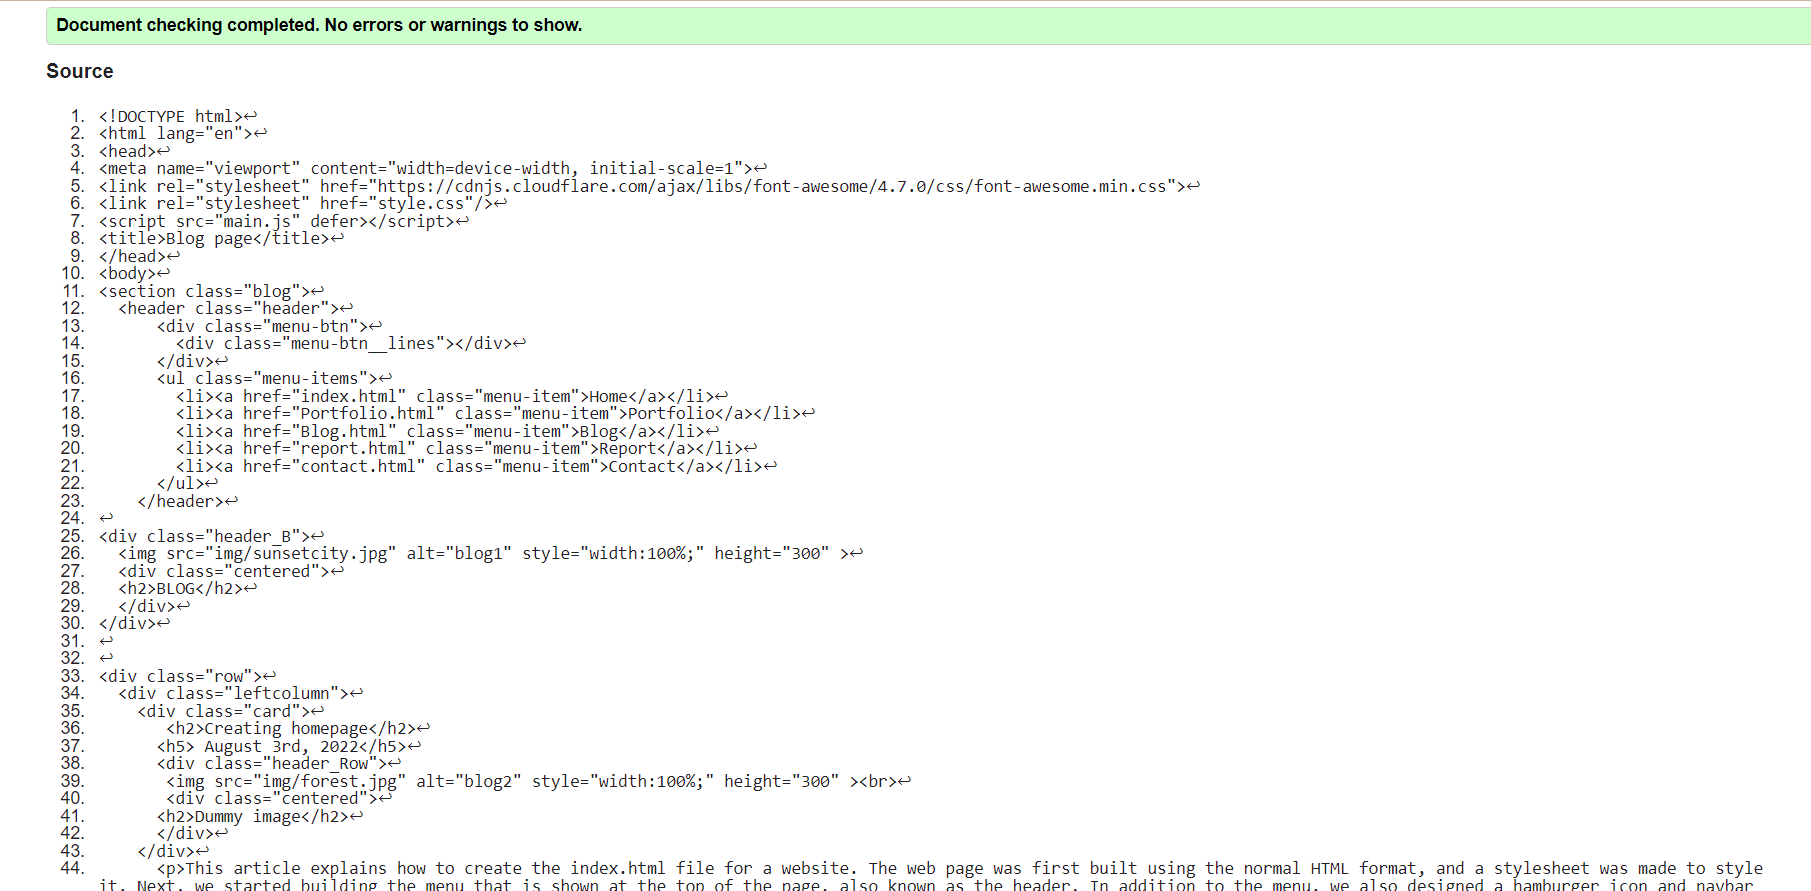 Document checking completed. No errors or warnings to show.
Source
1. <!DOCTYPE html>↩
2. <html lang="en">↩
3. <head>↩
4. <meta name="viewport" content="width=device-width, initial-scale=1">↩
5. <link rel="stylesheet" href="https://cdnjs.cloudflare.com/ajax/libs/font-awesome/4.7.0/css/font-awesome.min.css">↩
6. <link rel="stylesheet" href="style.css"/>↩
7. <script src="main.js" defer></script>↩
8. <title>Blog page</title>↩
9. </head>↩
10. <body>↩
11. <section class="blog">↩
12.   <header class="header">↩
13.       <div class="menu-btn">↩
14.         <div class="menu-btn__lines"></div>↩
15.       </div>↩
16.       <ul class="menu-items">↩
17.         <li><a href="index.html" class="menu-item">Home</a></li>↩
18.         <li><a href="Portfolio.html" class="menu-item">Portfolio</a></li>↩
19.         <li><a href="Blog.html" class="menu-item">Blog</a></li>↩
20.         <li><a href="report.html" class="menu-item">Report</a></li>↩
21.         <li><a href="contact.html" class="menu-item">Contact</a></li>↩
22.       </ul>↩
23.     </header>↩
24. ↩
25. <div class="header_B">↩
26.   <img src="img/sunsetcity.jpg" alt="blog1" style="width:100%;" height="300" >↩
27.   <div class="centered">↩
28.   <h2>BLOG</h2>↩
29.   </div>↩
30. </div>↩
31. ↩
32. ↩
33. <div class="row">↩
34.   <div class="leftcolumn">↩
35.     <div class="card">↩
36.        <h2>Creating homepage</h2>↩
37.       <h5> August 3rd, 2022</h5>↩
38.       <div class="header_Row">↩
39.        <img src="img/forest.jpg" alt="blog2" style="width:100%;" height="300" ><br>↩
40.        <div class="centered">↩
41.       <h2>Dummy image</h2>↩
42.       </div>↩
43.     </div>↩
44.       <p>This article explains how to create the index.html file for a website. The web page was first built using the normal HTML format, and a stylesheet was made to style
it. Next, we started building the menu that is shown at the top of the page, also known as the header. In addition to the menu, we also designed a hamburger icon and navbar